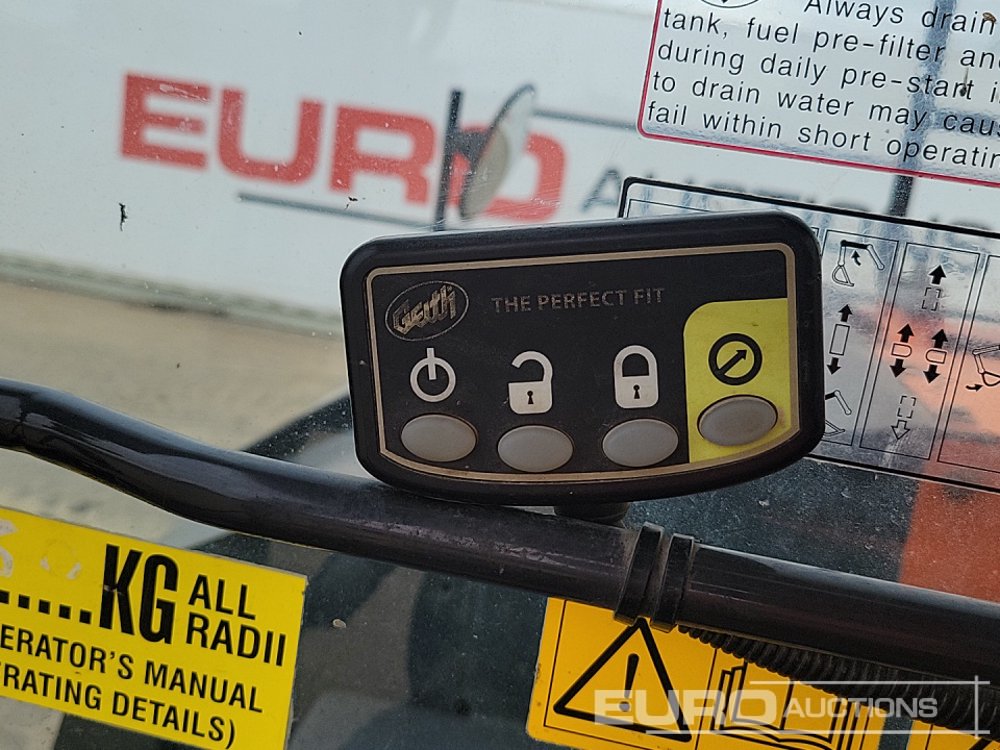 Always drain
tank, fuel pre-filter and
during daily pre-start
to drain water may caus
fail within short operatin
EURO
Geith
THE PERFECT FIT
.....KG ALL
RADII
ERATOR'S MANUAL
RATING DETAILS)
EURO AUCTIONS